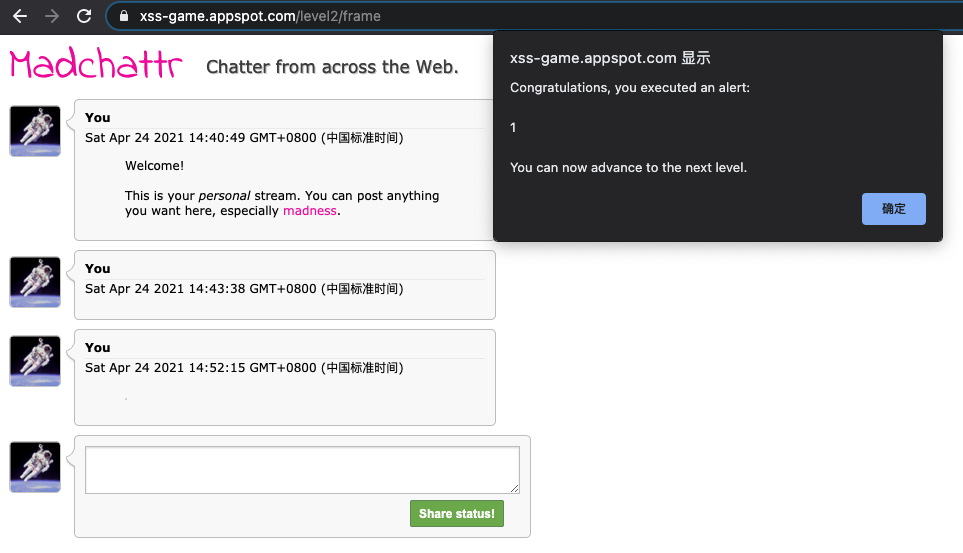 xss-game.appspot.com/level2/frame
Madchattr
Chatter from across the Web.
xss-game.appspot.com 显示
Congratulations, you executed an alert:
1
You can now advance to the next level.
确定
You
Sat Apr 24 2021 14:40:49 GMT+0800 (中国标准时间)
Welcome!
This is your personal stream. You can post anything
you want here, especially madness.
You
Sat Apr 24 2021 14:43:38 GMT+0800 (中国标准时间)
You
Sat Apr 24 2021 14:52:15 GMT+0800 (中国标准时间)
Share status!